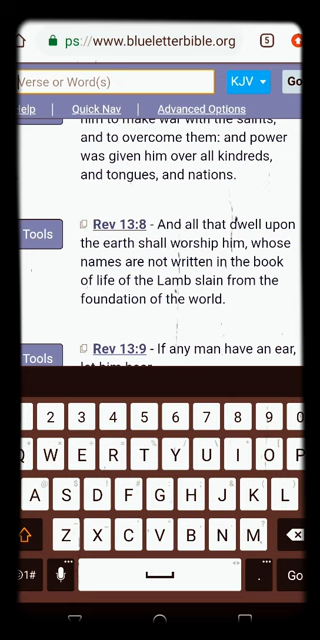 ps://www.blueletterbible.org
5
Verse or Word(s)
KJV
Go
Help | Quick Nav | Advanced Options
him to make war with the saints,
and to overcome them: and power
was given him over all kindreds,
and tongues, and nations.
Tools
Rev 13:8 - And all that dwell upon
the earth shall worship him, whose
names are not written in the book
of life of the Lamb slain from the
foundation of the world.
Tools
Rev 13:9 - If any man have an ear,
let him hear.
2 3 4 5 6 7 8 9 0
Q W E R T Y U I O P
A S D F G H J K L
Z X C V B N M
1# . Go